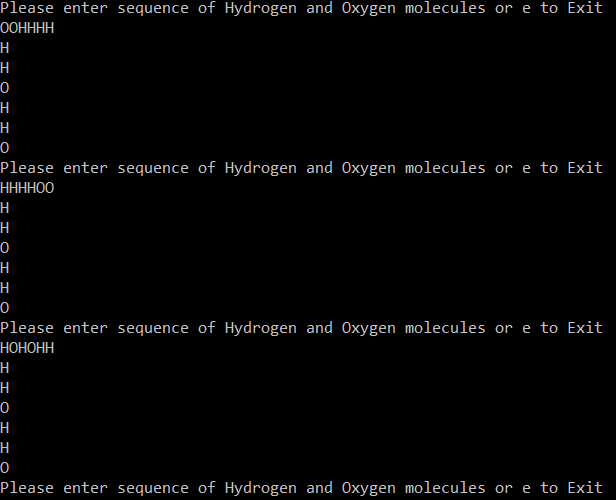 Please enter sequence of Hydrogen and Oxygen molecules or e to Exit
OOHHHH
H
H
O
H
H
O
Please enter sequence of Hydrogen and Oxygen molecules or e to Exit
HHHHOO
H
H
O
H
H
O
Please enter sequence of Hydrogen and Oxygen molecules or e to Exit
HOHOHH
H
H
O
H
H
O
Please enter sequence of Hydrogen and Oxygen molecules or e to Exit